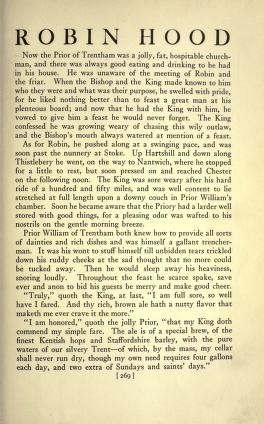 ROBIN HOOD
Now the Prior of Trentham was a jolly, fat, hospitable church-
man, and there was always good eating and drinking to be had
in his house. He was unaware of the meeting of Robin and
the friar. When the Bishop and the King made known to him
who they were and what was their purpose, he swelled with pride,
for he liked nothing better than to feast a great man at his
plenteous board; and now that he had the King with him, he
vowed to give him a feast he would never forget. The King
confessed he was growing weary of chasing this wily outlaw,
and the Bishop's mouth always watered at mention of a feast.
As for Robin, he pushed along at a swinging pace, and was
soon past the nunnery at Stoke. Up Hartshill and down along
Thistlebery he went, on the way to Nantwich, where he stopped
for a little to rest, but soon pressed on and reached Chester
on the following noon. The King was sore weary after his hard
ride of a hundred and fifty miles, and was well content to lie
stretched at full length upon a downy couch in Prior William's
chamber. Soon he became aware that the Priory had a larder well
stored with good things, for a pleasing odor was wafted to his
nostrils on the gentle morning breeze.
Prior William of Trentham both knew how to provide all sorts
of dainties and rich dishes and was himself a gallant trencher-
man. It was his wont to stuff himself till unbidden tears trickled
down his ruddy cheeks at the sad thought that no more could
be tucked away. Then he would sleep away his heaviness,
snoring loudly. Throughout the feast he scarce spake, save
ever and anon to bid his guests be merry and make good cheer.
"Truly," quoth the King, at last, "I am full sore, so well
have I fared. And thy rich, brown ale hath a nutty flavor that
maketh me ever crave it the more."
"I am honored," quoth the jolly Prior, "that my King doth
commend my simple fare. The ale is of a special brew, of the
finest Kentish hops and Staffordshire barley, with the pure
waters of our silvery Trent—of which, by the mass, my cellar
shall never run dry, though my own need requires four gallons
each day, and two extra of Sundays and saints' days."
[269]